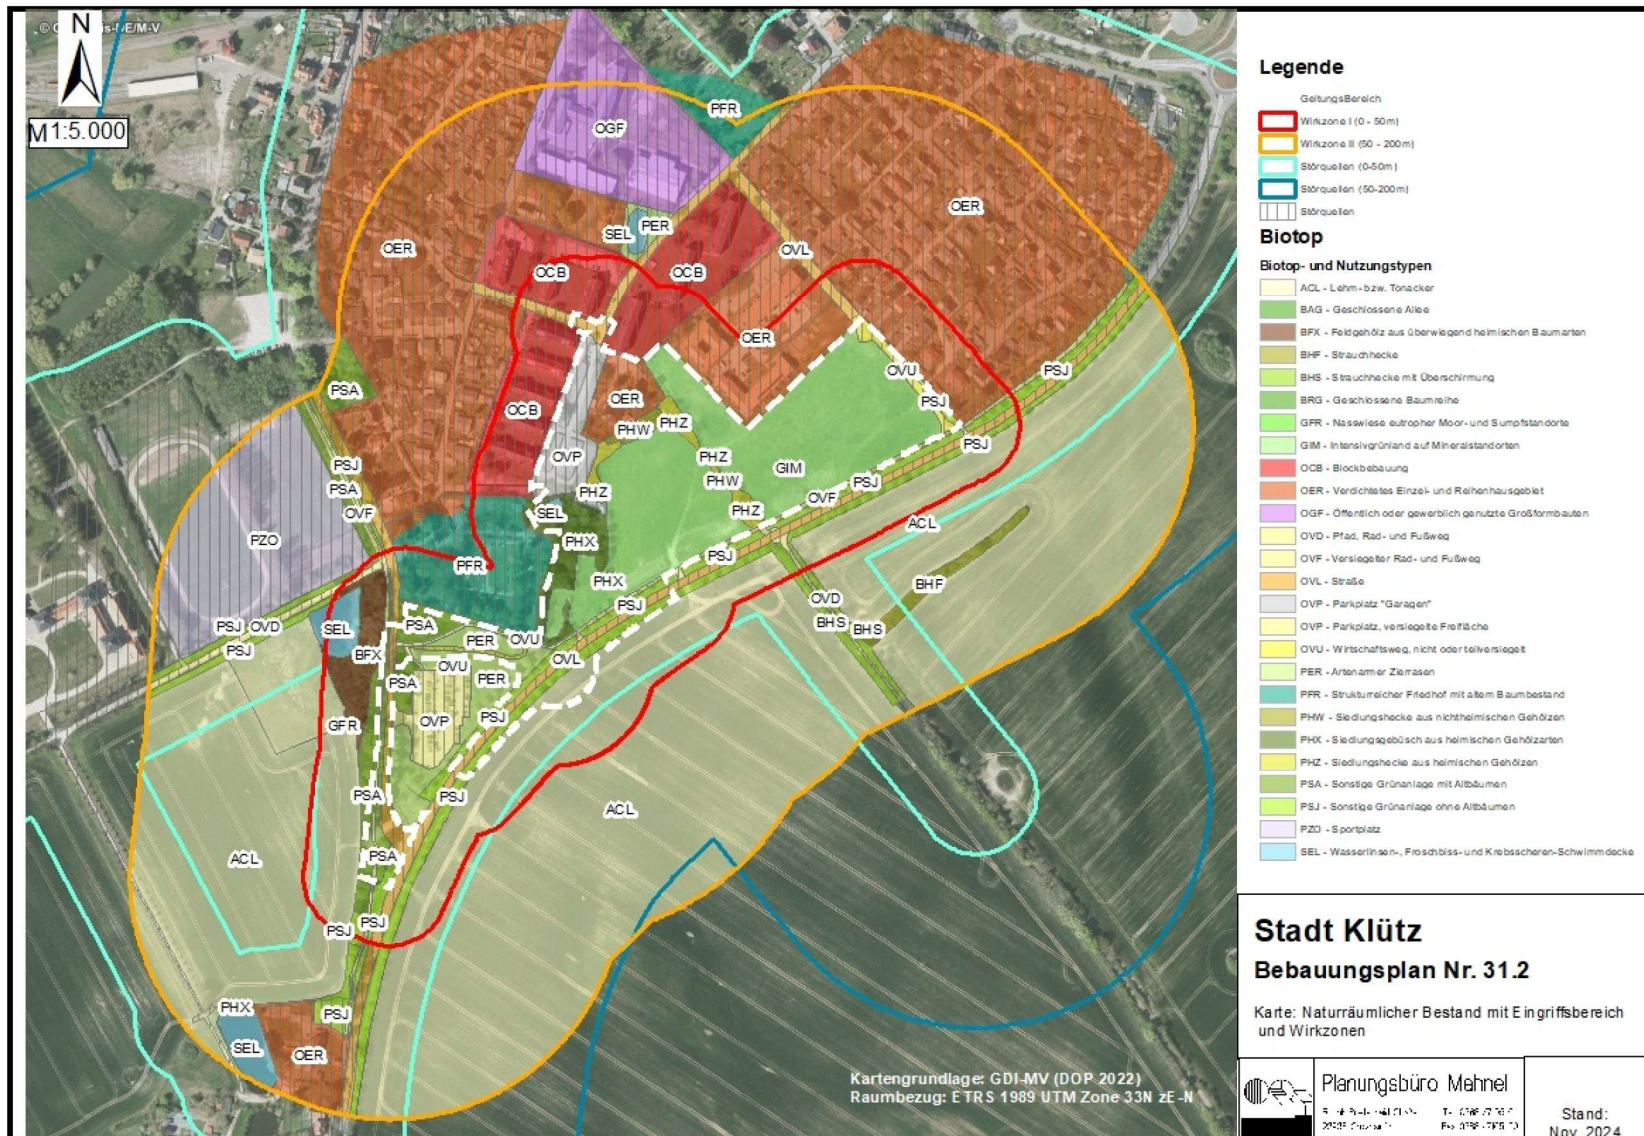 N
M 1:5.000
PFR
OGF
OER
OER
SEL
PER
OVL
OCB
OCB
OER
PSA
OCB
OER
OVU
PSJ
PSJ
PHZ
PHW
PSJ
OVP
PHZ
GIM
PSJ
PSA
PHW
PSJ
OVF
PHZ
OVF
SEL
PHZ
ACL
PZO
PHX
PSJ
PFR
PHX
BHF
PSJ
OVD
PSJ
OVD
SEL
PSA
BHS
BHS
PSJ
PER
OVU
BFX
OVL
OVU
PSA
PER
GFR
OVP
PSJ
PSA
PSJ
ACL
ACL
PSA
PSJ
PSJ
PHX
PSJ
SEL
OER
Kartengrundlage: GDI-MV (DOP 2022)
Raumbezug: ETRS 1989 UTM Zone 33N zE-N
Legende
GeltungsBereich
Wirkzone I (0 - 50m)
Wirkzone II (50 - 200m)
Störquellen (0-50m)
Störquellen (50-200m)
Störquellen
Biotop
Biotop- und Nutzungstypen
ACL - Lehm- bzw. Tonacker
BAG - Geschlossene Allee
BFX - Feldgehölz aus überwiegend heimischen Baumarten
BHF - Strauchhecke
BHS - Strauchhecke mit Überschirmung
BRG - Geschlossene Baumreihe
GFR - Nasswiese eutropher Moor- und Sumpfstandorte
GIM - Intensivgrünland auf Mineralstandorten
OCB - Blockbebauung
OER - Verdichtetes Einzel- und Reihenhausgebiet
OGF - Öffentlich oder gewerblich genutzte Großformbauten
OVD - Pfad, Rad- und Fußweg
OVF - Versiegelter Rad- und Fußweg
OVL - Straße
OVP - Parkplatz "Garagen"
OVP - Parkplatz, versiegelte Freifläche
OVU - Wirtschaftsweg, nicht oder teilversiegelt
PER - Artenarmer Zierrasen
PFR - Strukturreicher Friedhof mit altem Baumbestand
PHW - Siedlungshecke aus nichtheimischen Gehölzen
PHX - Siedlungsgebüsch aus heimischen Gehölzarten
PHZ - Siedlungshecke aus heimischen Gehölzen
PSA - Sonstige Grünanlage mit Altbäumen
PSJ - Sonstige Grünanlage ohne Altbäumen
PZO - Sportplatz
SEL - Wasserlinsen-, Froschbiss- und Krebsscheren-Schwimmdecke
Stadt Klütz
Bebauungsplan Nr. 31.2
Karte: Naturräumlicher Bestand mit Eingriffsbereich
und Wirkzonen
Planungsbüro Mahnel
Stand:
Nov. 2024